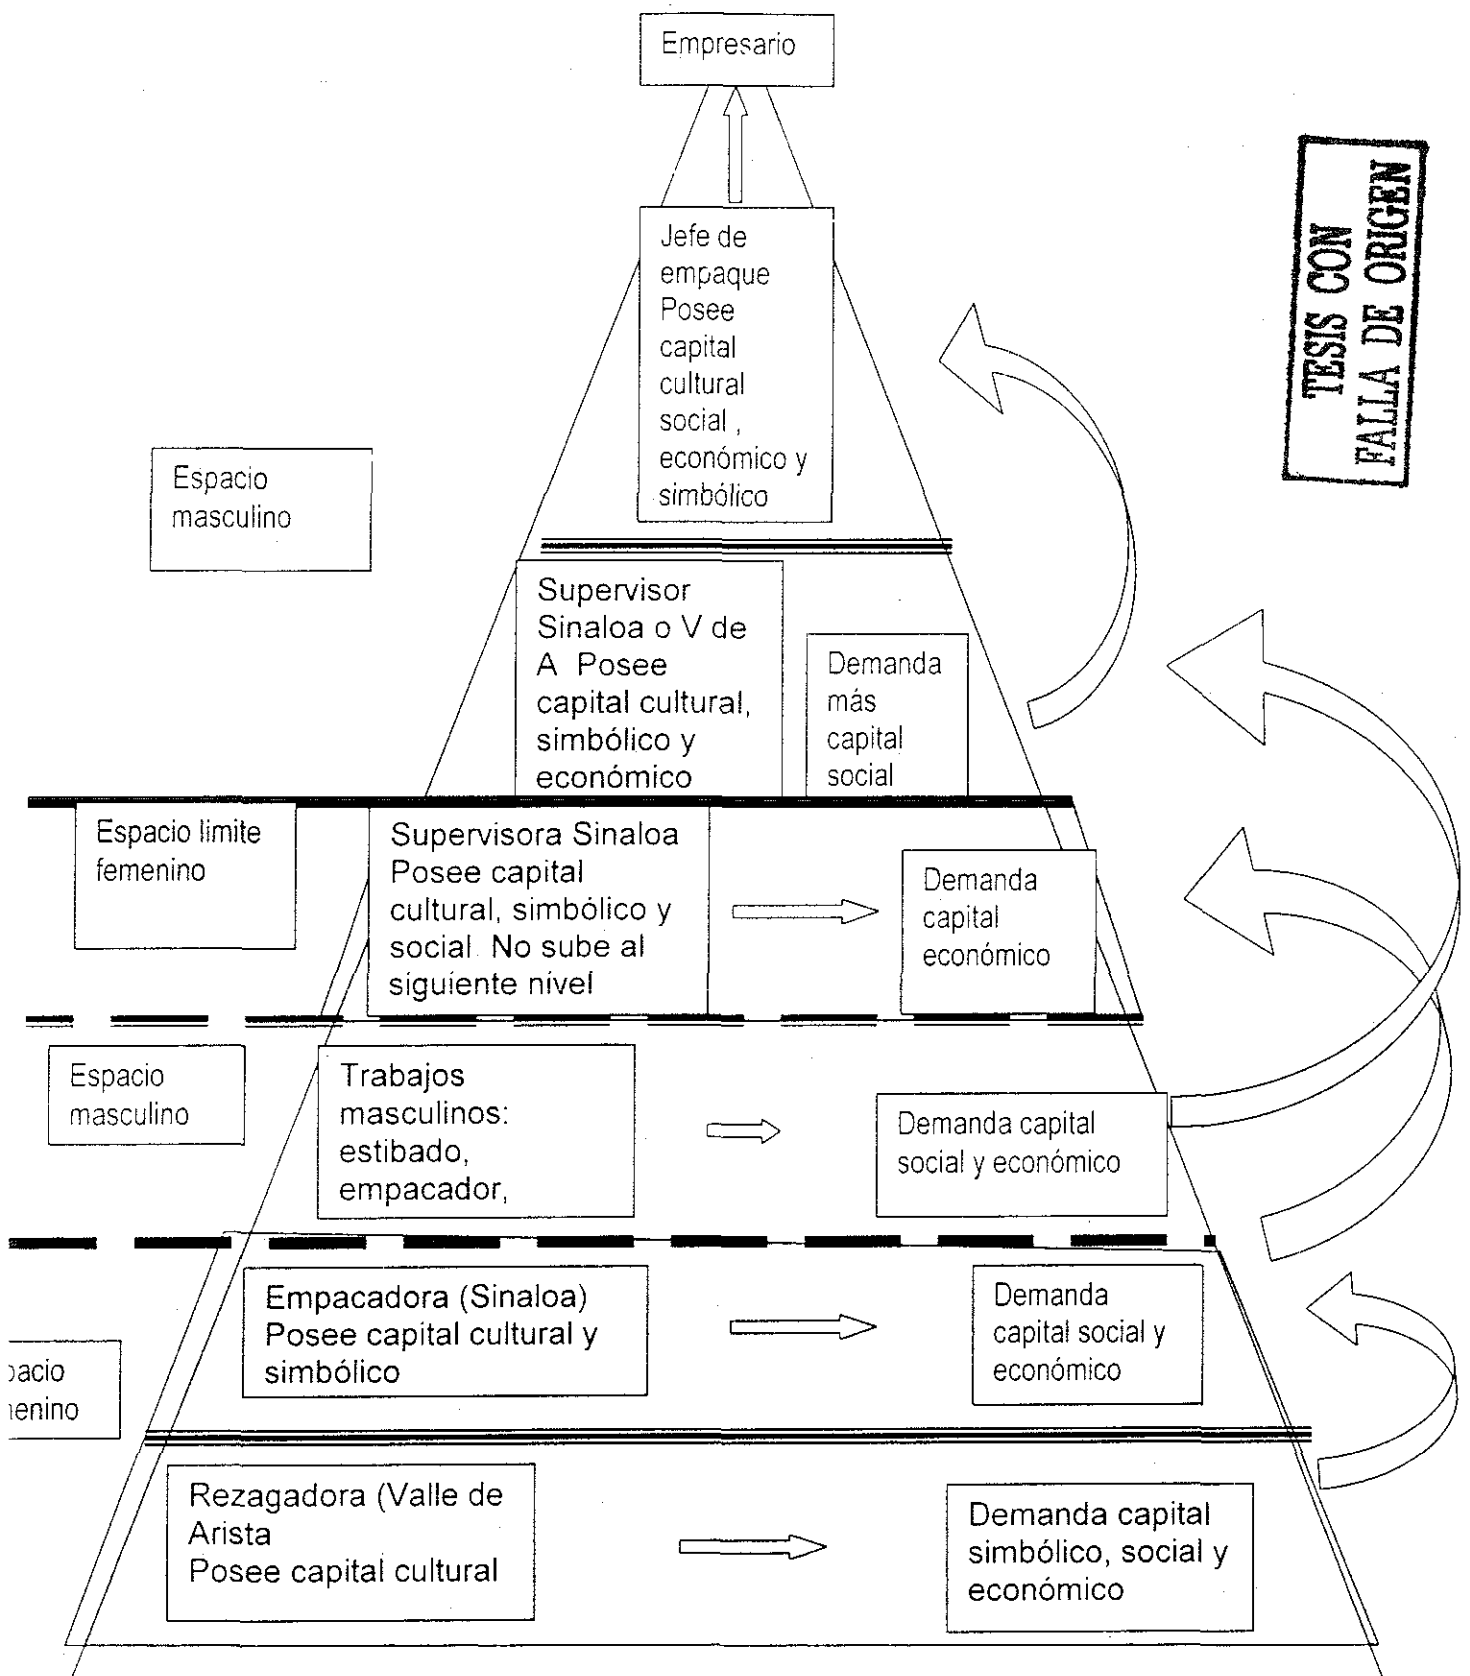 Empresario
TESIS CON
FALLA DE ORIGEN
Jefe de
empaque
Posee
capital
cultural
social ,
económico y
simbólico
Espacio
masculino
Supervisor
Sinaloa o V de
A Posee
capital cultural,
simbólico y
económico
Demanda
más
capital
social
Espacio limite
femenino
Supervisora Sinaloa
Posee capital
cultural, simbólico y
social. No sube al
siguiente nivel
Demanda
capital
económico
Espacio
masculino
Trabajos
masculinos:
estibado,
empacador,
Demanda capital
social y económico
Empacadora (Sinaloa)
Posee capital cultural y
simbólico
Demanda
capital social y
económico
pacio
enino
Rezagadora (Valle de
Arista
Posee capital cultural
Demanda capital
simbólico, social y
económico